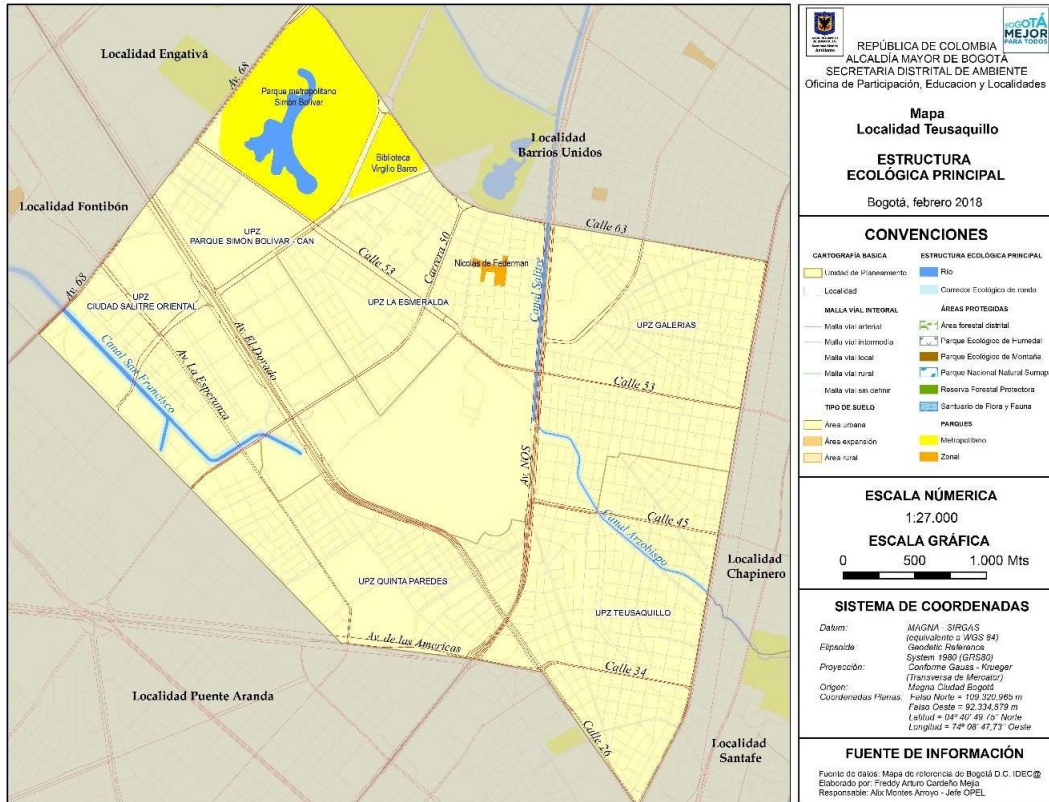 Localidad Engativá
Av. 68
Parque metropolitano
Simón Bolívar
Biblioteca
Virgilio Barco
Localidad
Barrios Unidos
Localidad Fontibón
UPZ
PARQUE SIMÓN BOLÍVAR - CAN
Calle 53
Carrera 50
Nicolas de Federman
Canal Salitre
Calle 63
Av. 68
UPZ
CIUDAD SALITRE ORIENTAL
UPZ LA ESMERALDA
UPZ GALERIAS
Canal San Francisco
Av. La Esperanza
Av. El Dorado
Calle 53
Av. NQS
Calle 45
Canal Arzobispo
Localidad
Chapinero
UPZ QUINTA PAREDES
UPZ TEUSAQUILLO
Av. de las Americas
Calle 34
Localidad Puente Aranda
Calle 26
Localidad
Santafe
BOGOTÁ
MEJOR
PARA TODOS
REPÚBLICA DE COLOMBIA
ALCALDÍA MAYOR DE BOGOTÁ
SECRETARIA DISTRITAL DE AMBIENTE
Oficina de Participación, Educacion y Localidades
Mapa
Localidad Teusaquillo
ESTRUCTURA
ECOLÓGICA PRINCIPAL
Bogotá, febrero 2018
CONVENCIONES
CARTOGRAFÍA BASICA
Unidad de Planeamiento
Localidad
MALLA VÍAL INTEGRAL
Malla vial arterial
Malla vial intermedia
Malla vial local
Malla vial rural
Malla vial sin definir
TIPO DE SUELO
Área urbana
Área expansión
Área rural
ESTRUCTURA ECOLÓGICA PRINCIPAL
Río
Corredor Ecológico de ronda
ÁREAS PROTEGIDAS
Área forestal distrital
Parque Ecológico de Humedal
Parque Ecológico de Montaña
Parque Nacional Natural Sumap
Reserva Forestal Protectora
Santuario de Flora y Fauna
PARQUES
Metropolitano
Zonal
ESCALA NÚMERICA
1:27.000
ESCALA GRÁFICA
0 500 1.000 Mts
SISTEMA DE COORDENADAS
Datum: MAGNA - SIRGAS
(equivalente a WGS 84)
Elipsoide: Geodetic Reference
System 1980 (GRS80)
Proyección: Conforme Gauss - Krueger
(Transversa de Mercator)
Origen: Magna Ciudad Bogotá
Coordenadas Planas: Falso Norte = 109.320,965 m
Falso Oeste = 92.334,879 m
Latitud = 04º 40' 49,75" Norte
Longitud = 74º 08' 47,73" Oeste
FUENTE DE INFORMACIÓN
Fuente de datos: Mapa de referencia de Bogotá D.C. IDEC@
Elaborado por: Freddy Arturo Cardeño Mejia
Responsable: Alix Montes Arroyo - Jefe OPEL